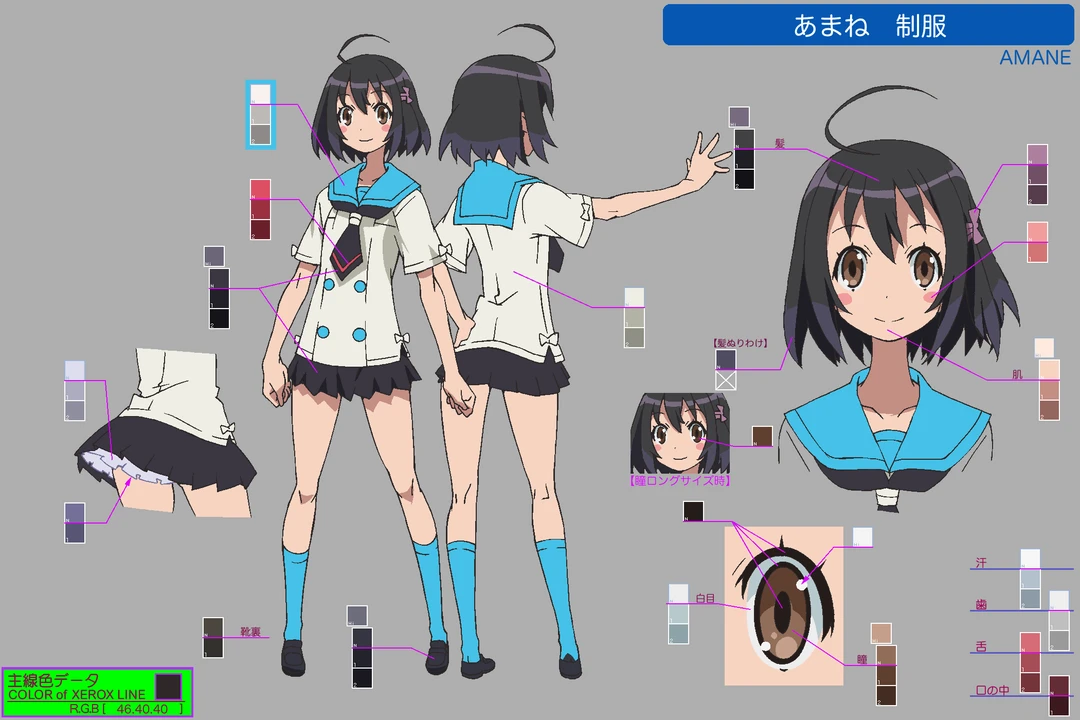 あまね 制服
AMANE
髪
【髪ぬりわけ】
肌
【瞳ロングサイズ時】
白目
瞳
汗
歯
舌
口の中
靴裏
主線色データ
COLOR of XEROX LINE
R.G.B [ 46.40.40 ]